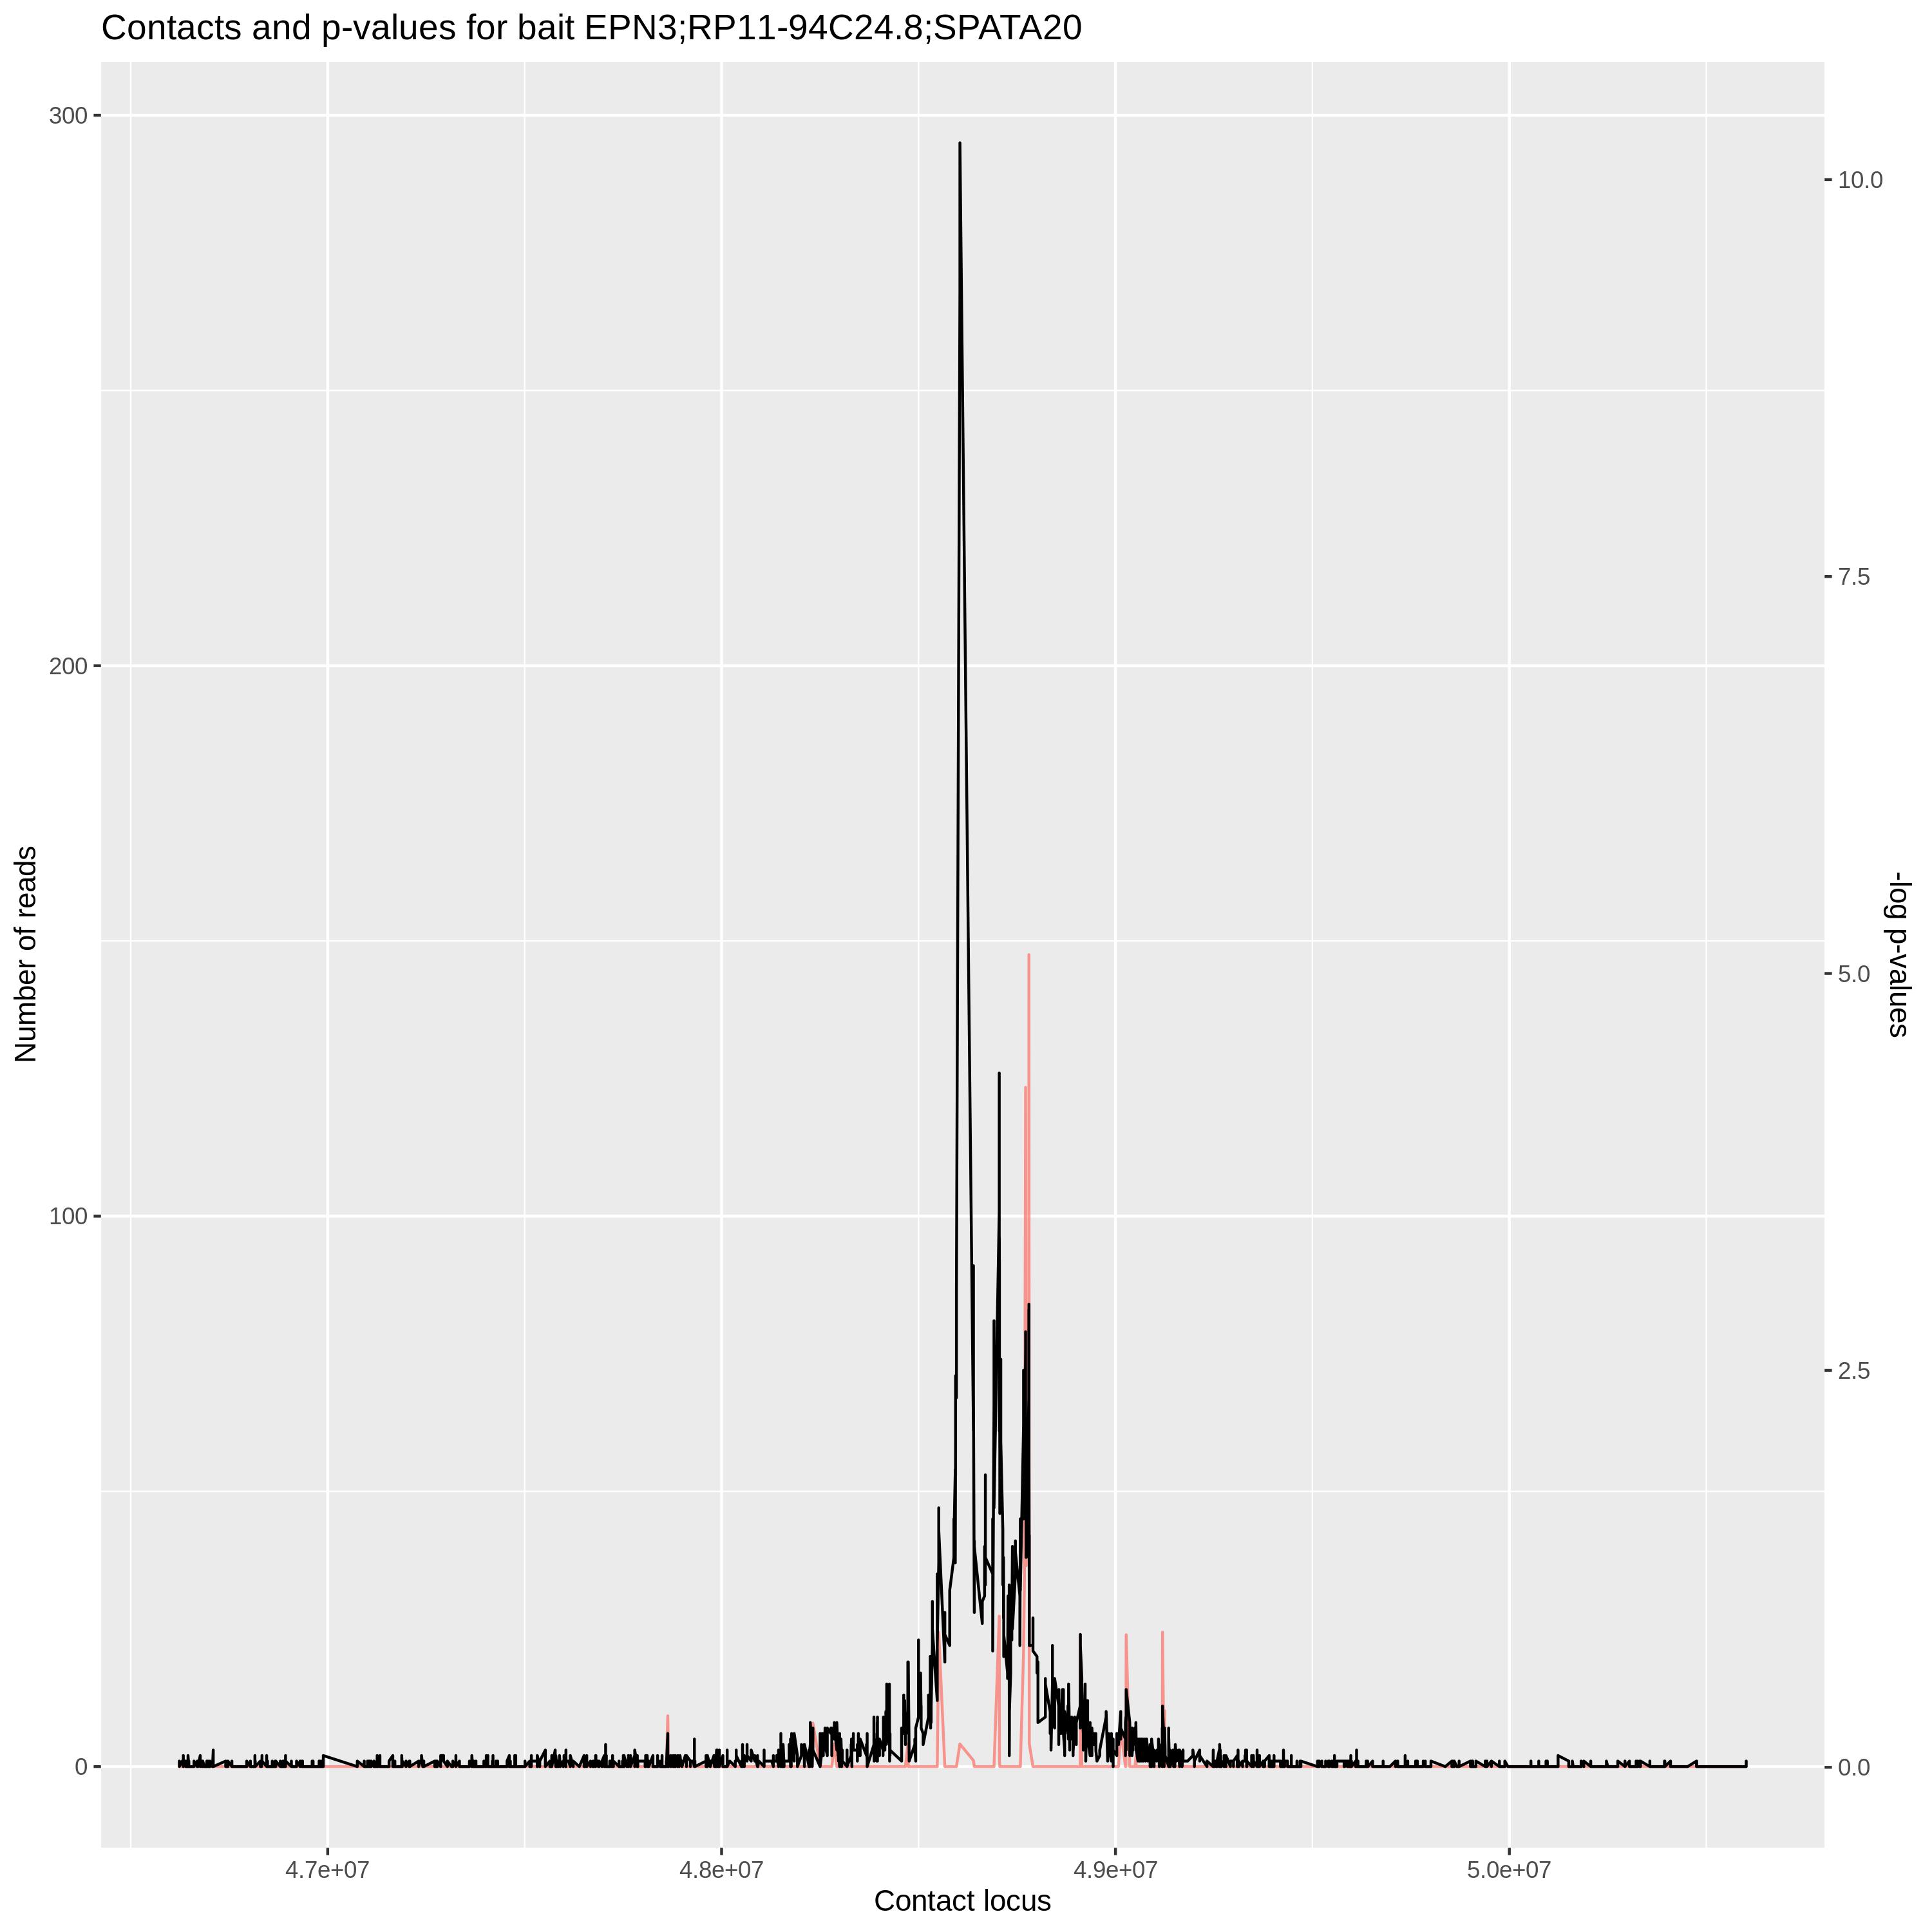 Contacts and p-values for bait EPN3;RP11-94C24.8;SPATA20
300
200
100
0
Number of reads
10.0
7.5
5.0
2.5
0.0
-log p-values
4.7e+07
4.8e+07
4.9e+07
5.0e+07
Contact locus